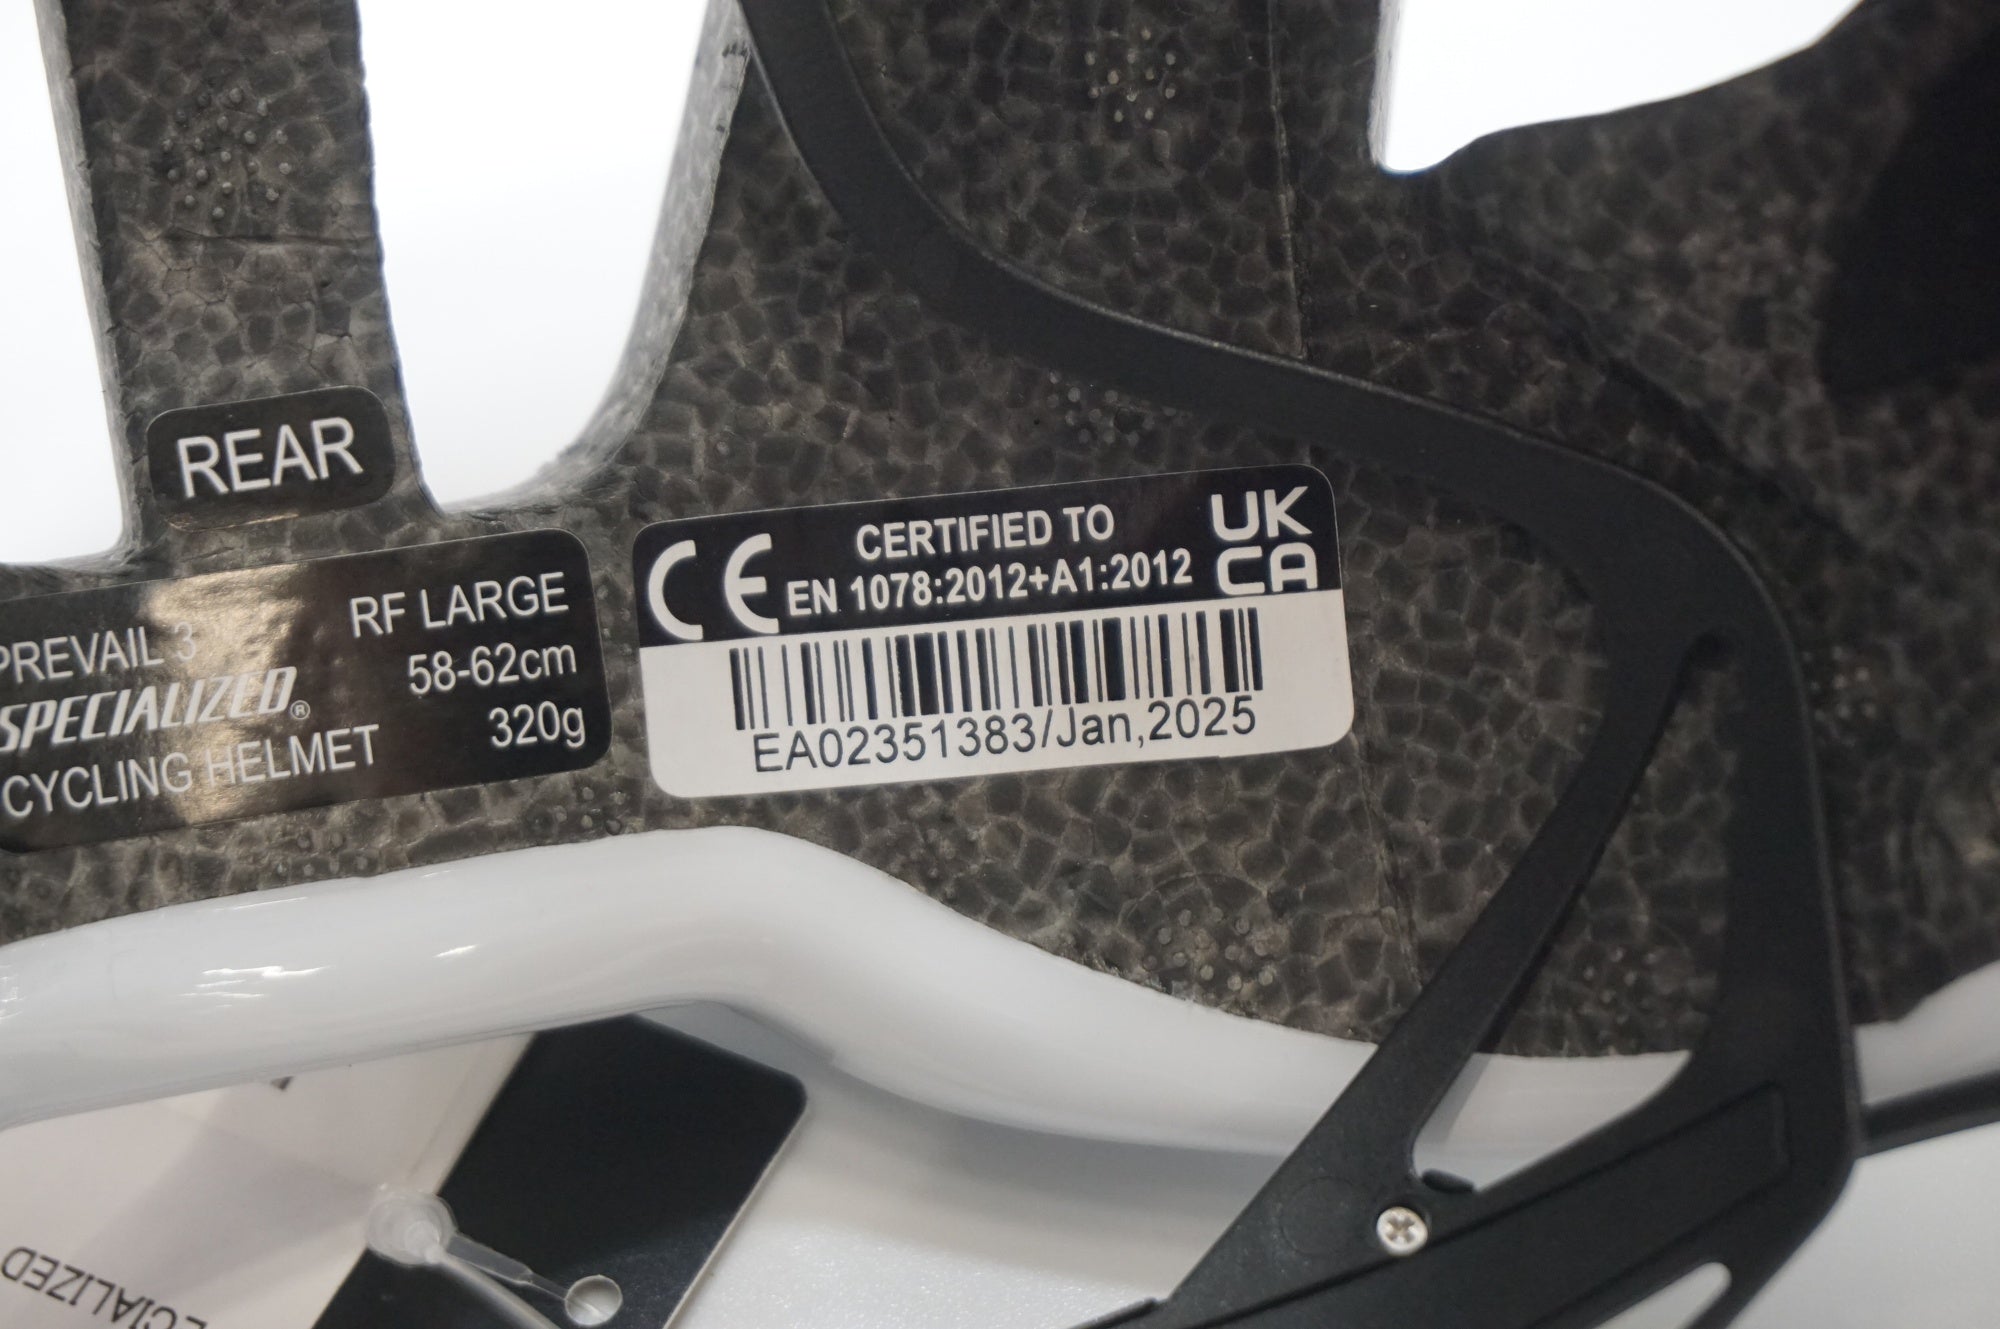 REAR
PREVAIL 3
SPECIALIZED®
CYCLING HELMET
RF LARGE
58-62cm
320g
CE
CERTIFIED TO
EN 1078:2012+A1:2012
UK
CA
EA02351383/Jan,2025
ECIALIZED